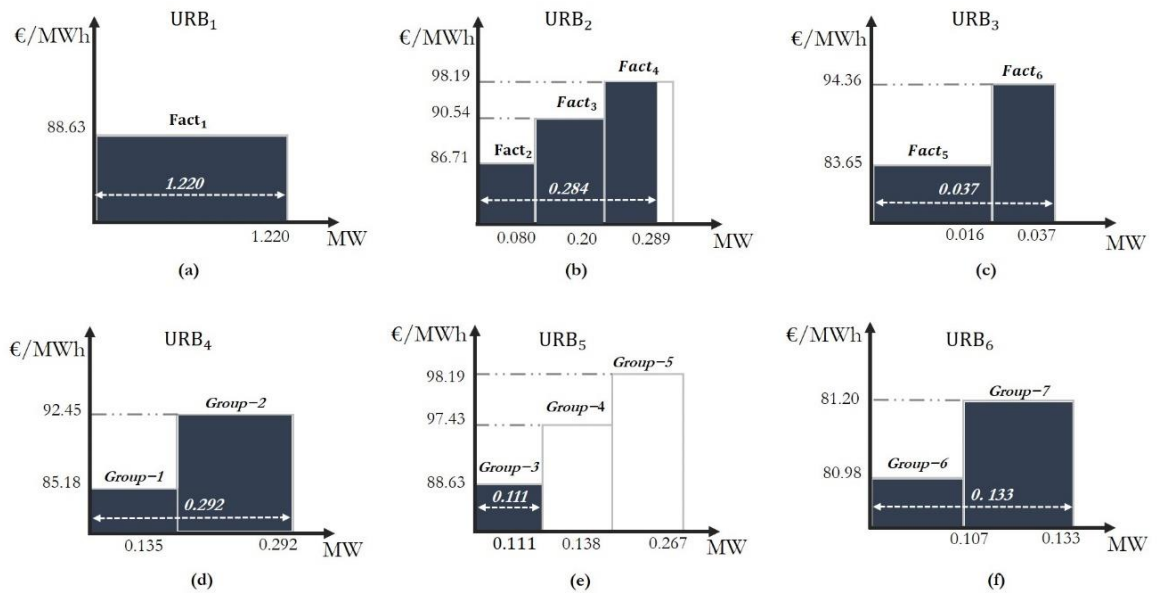 URB₁
€/MWh
88.63
Fact₁
1.220
1.220
MW
(a)
URB₂
€/MWh
98.19
90.54
86.71
Fact₂
Fact₃
Fact₄
0.284
0.080
0.20
0.289
MW
(b)
URB₃
€/MWh
94.36
83.65
Fact₅
Fact₆
0.037
0.016
0.037
MW
(c)
URB₄
€/MWh
92.45
85.18
Group-1
Group-2
0.292
0.135
0.292
MW
(d)
URB₅
€/MWh
98.19
97.43
88.63
Group-3
Group-4
Group-5
0.111
0.111
0.138
0.267
MW
(e)
URB₆
€/MWh
81.20
80.98
Group-6
Group-7
0. 133
0.107
0.133
MW
(f)